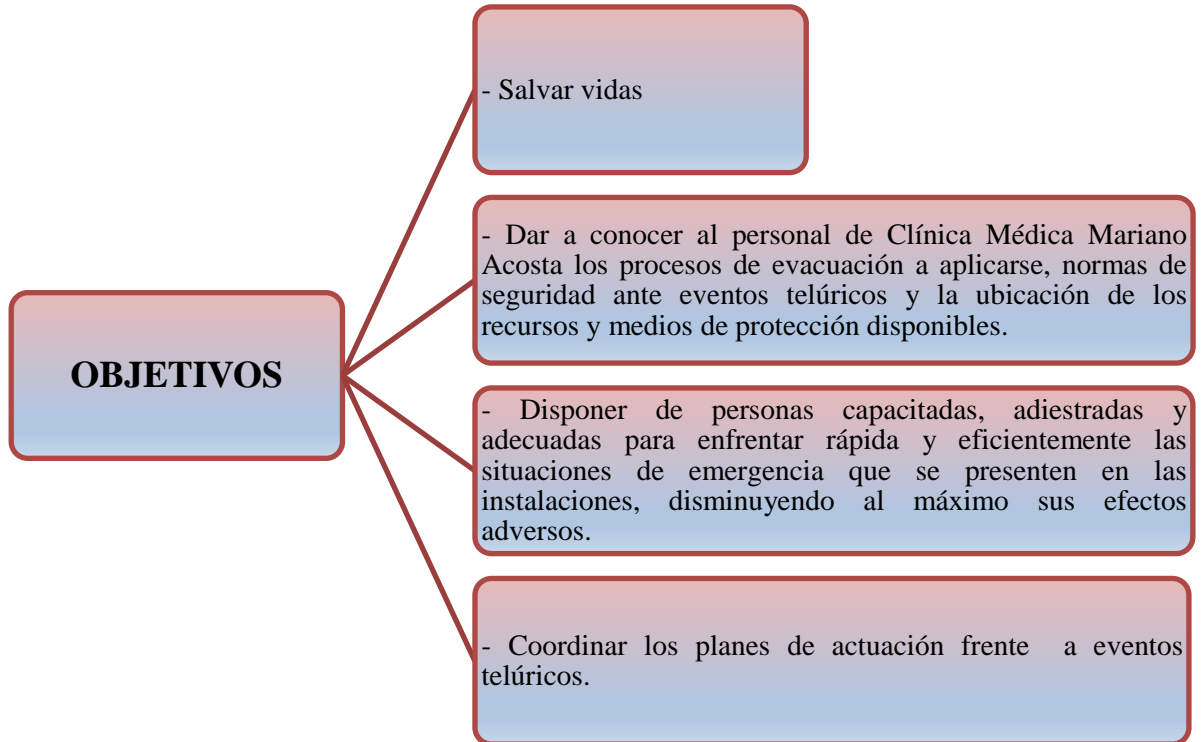 - Salvar vidas
- Dar a conocer al personal de Clínica Médica Mariano
Acosta los procesos de evacuación a aplicarse, normas de
seguridad ante eventos telúricos y la ubicación de los
recursos y medios de protección disponibles.
OBJETIVOS
- Disponer de personas capacitadas, adiestradas y
adecuadas para enfrentar rápida y eficientemente las
situaciones de emergencia que se presenten en las
instalaciones, disminuyendo al máximo sus efectos
adversos.
- Coordinar los planes de actuación frente a eventos
telúricos.